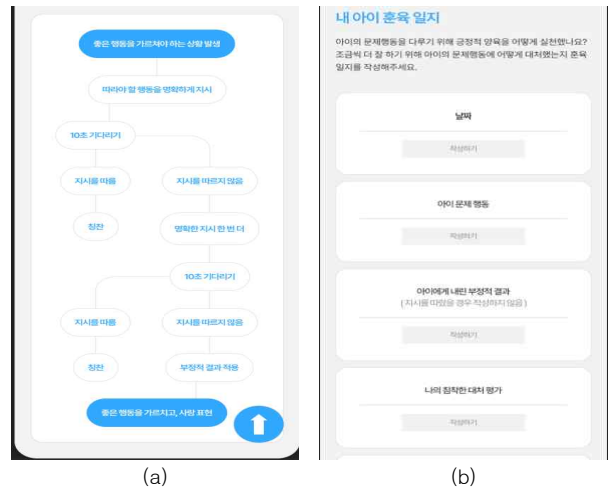 좋은 행동을 가르쳐야 하는 상황 발생
따라야 할 행동을 명확하게 지시
10초 기다리기
지시를 따름
지시를 따르지 않음
칭찬
명확한 지시 한 번 더
10초 기다리기
지시를 따름
지시를 따르지 않음
칭찬
부정적 결과 적용
좋은 행동을 가르치고, 사랑 표현
(a)
내 아이 훈육 일지
아이의 문제행동을 다루기 위해 긍정적 양육을 어떻게 실천했나요?
조금씩 더 잘 하기 위해 아이의 문제행동에 어떻게 대처했는지 훈육
일지를 작성해주세요.
날짜
작성하기
아이 문제 행동
작성하기
아이에게 내린 부정적 결과
( 지시를 따랐을 경우 작성하지 않음 )
작성하기
나의 침착한 대처 평가
작성하기
(b)